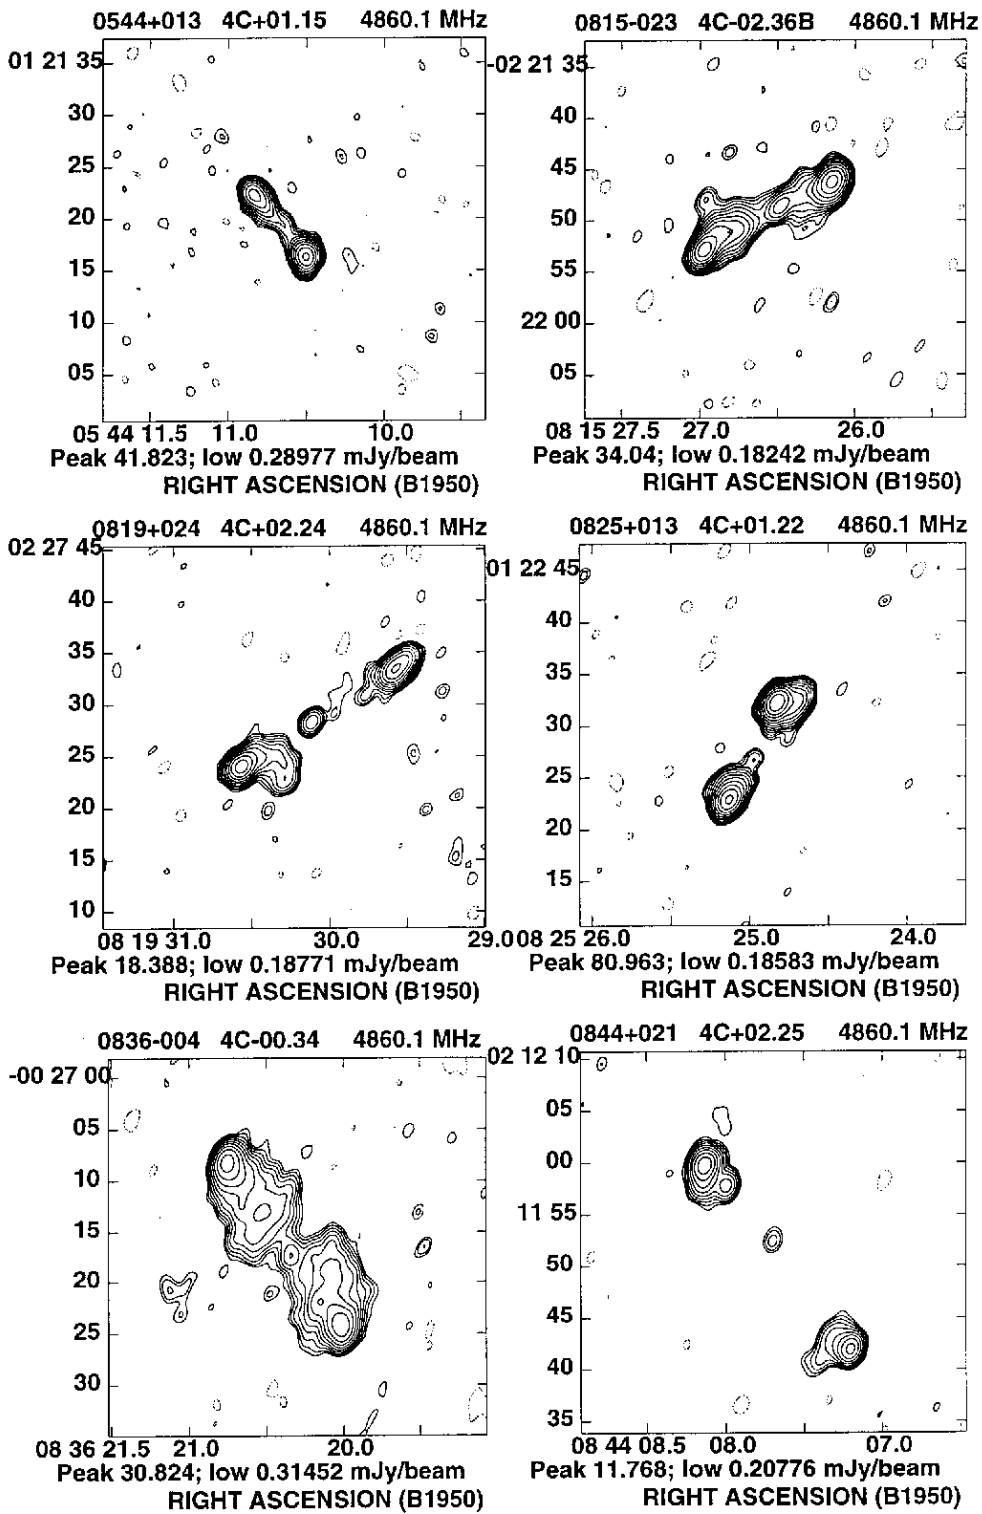 0544+013 4C+01.15 4860.1 MHz
01 21 35
30
25
20
15
10
05
05 44 11.5 11.0 10.0
Peak 41.823; low 0.28977 mJy/beam
RIGHT ASCENSION (B1950)
0815-023 4C-02.36B 4860.1 MHz
-02 21 35
40
45
50
55
22 00
05
08 15 27.5 27.0 26.0
Peak 34.04; low 0.18242 mJy/beam
RIGHT ASCENSION (B1950)
0819+024 4C+02.24 4860.1 MHz
02 27 45
40
35
30
25
20
15
10
08 19 31.0 30.0 29.0
Peak 18.388; low 0.18771 mJy/beam
RIGHT ASCENSION (B1950)
0825+013 4C+01.22 4860.1 MHz
01 22 45
40
35
30
25
20
15
08 25 26.0 25.0 24.0
Peak 80.963; low 0.18583 mJy/beam
RIGHT ASCENSION (B1950)
0836-004 4C-00.34 4860.1 MHz
-00 27 00
05
10
15
20
25
30
08 36 21.5 21.0 20.0
Peak 30.824; low 0.31452 mJy/beam
RIGHT ASCENSION (B1950)
0844+021 4C+02.25 4860.1 MHz
02 12 10
05
00
11 55
50
45
40
35
08 44 08.5 08.0 07.0
Peak 11.768; low 0.20776 mJy/beam
RIGHT ASCENSION (B1950)